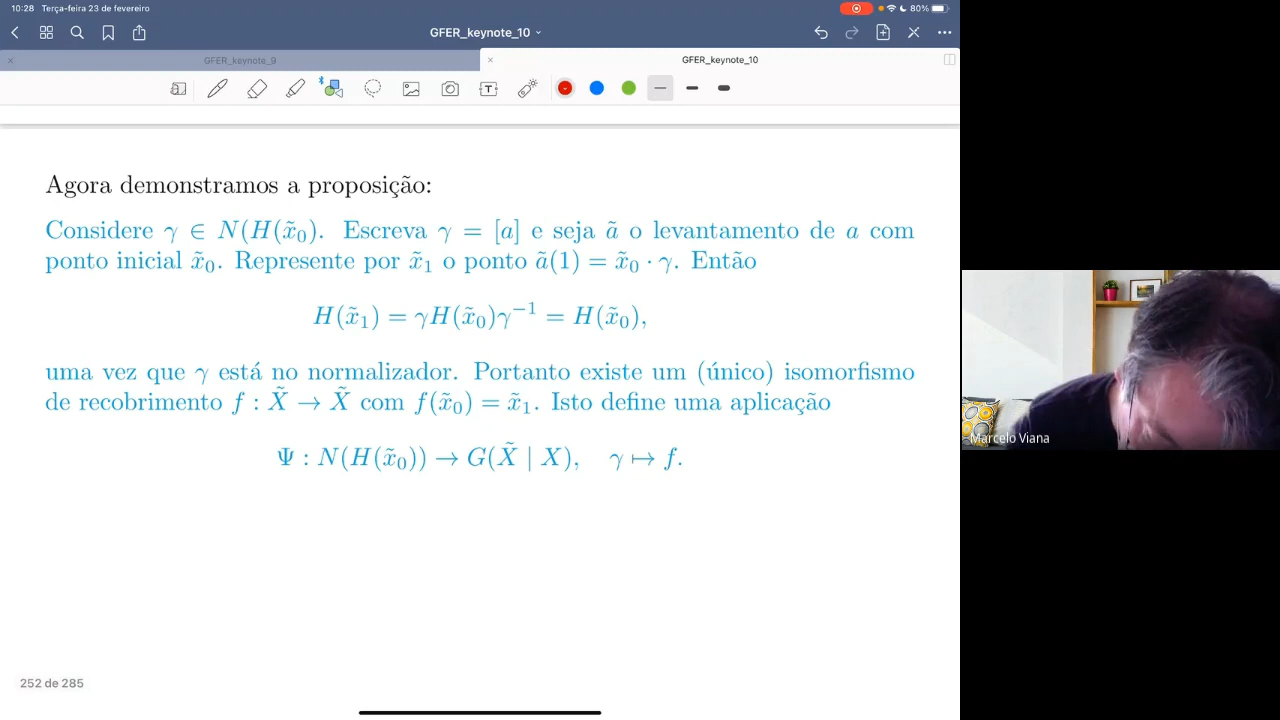 10:28 Terça-feira 23 de fevereiro
80%
GFER_keynote_10
GFER_keynote_9
GFER_keynote_10
Agora demonstramos a proposição:
Considere γ ∈ N(H(x̃₀). Escreva γ = [a] e seja ã o levantamento de a com
ponto inicial x̃₀. Represente por x̃₁ o ponto ã(1) = x̃₀ · γ. Então
H(x̃₁) = γH(x̃₀)γ⁻¹ = H(x̃₀),
uma vez que γ está no normalizador. Portanto existe um (único) isomorfismo
de recobrimento f : X̃ → X̃ com f(x̃₀) = x̃₁. Isto define uma aplicação
Ψ : N(H(x̃₀)) → G(X̃ | X), γ ↦ f.
252 de 285
Marcelo Viana